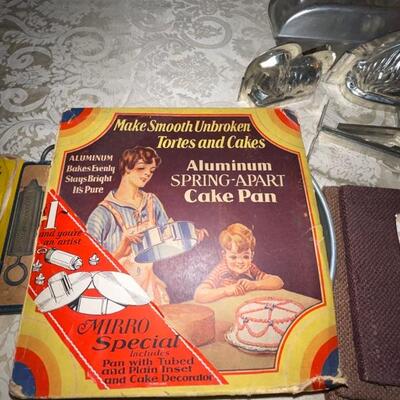 Make Smooth Unbroken
Tortes and Cakes
ALUMINUM
Bakes Evenly
Stays Bright
It's Pure
Aluminum
SPRING-APART
Cake Pan
and you're
an artist
MIRRO
Special
Includes
Pan with Tubed
and Plain Inset
and Cake Decorator